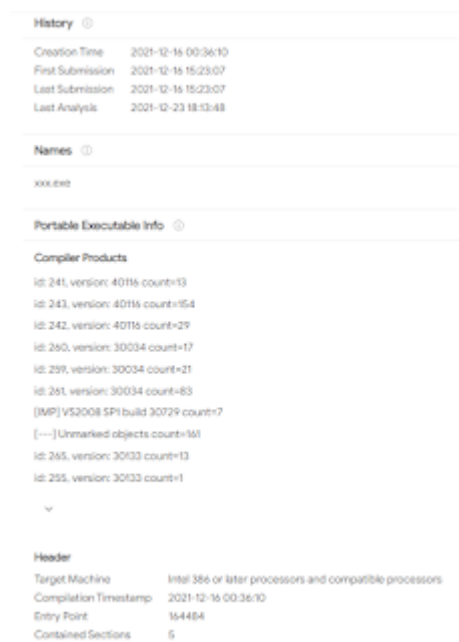 History
Creation Time 2021-12-16 00:36:10
First Submission 2021-12-16 15:23:07
Last Submission 2021-12-16 15:23:07
Last Analysis 2021-12-23 18:13:48
Names
xxx.exe
Portable Executable Info
Compiler Products
id: 241, version: 40116 count=13
id: 243, version: 40116 count=154
id: 242, version: 40116 count=29
id: 260, version: 30034 count=17
id: 259, version: 30034 count=21
id: 261, version: 30034 count=83
[IMP] VS2008 SP1 build 30729 count=7
[---] Unmarked objects count=161
id: 265, version: 30133 count=13
id: 255, version: 30133 count=1
Header
Target Machine Intel 386 or later processors and compatible processors
Compilation Timestamp 2021-12-16 00:36:10
Entry Point 164484
Contained Sections 5